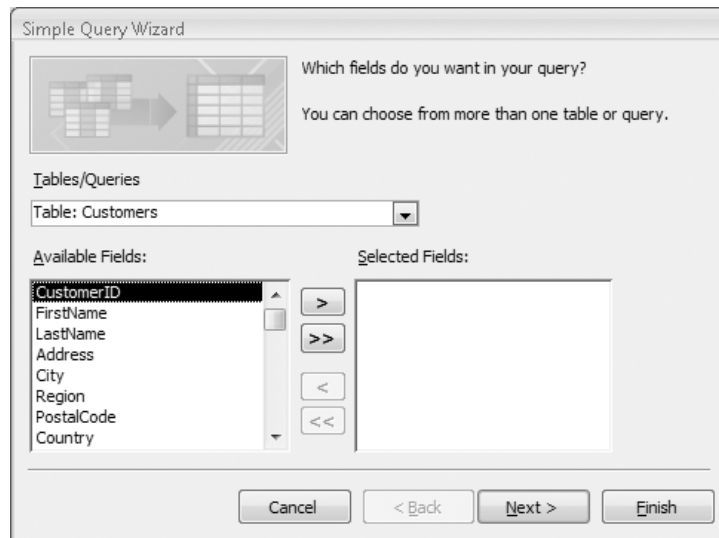 Simple Query Wizard
Which fields do you want in your query?
You can choose from more than one table or query.
Tables/Queries
Table: Customers
Available Fields:
Selected Fields:
CustomerID
FirstName
LastName
Address
City
Region
PostalCode
Country
>
>>
<
<<
Cancel
< Back
Next >
Finish